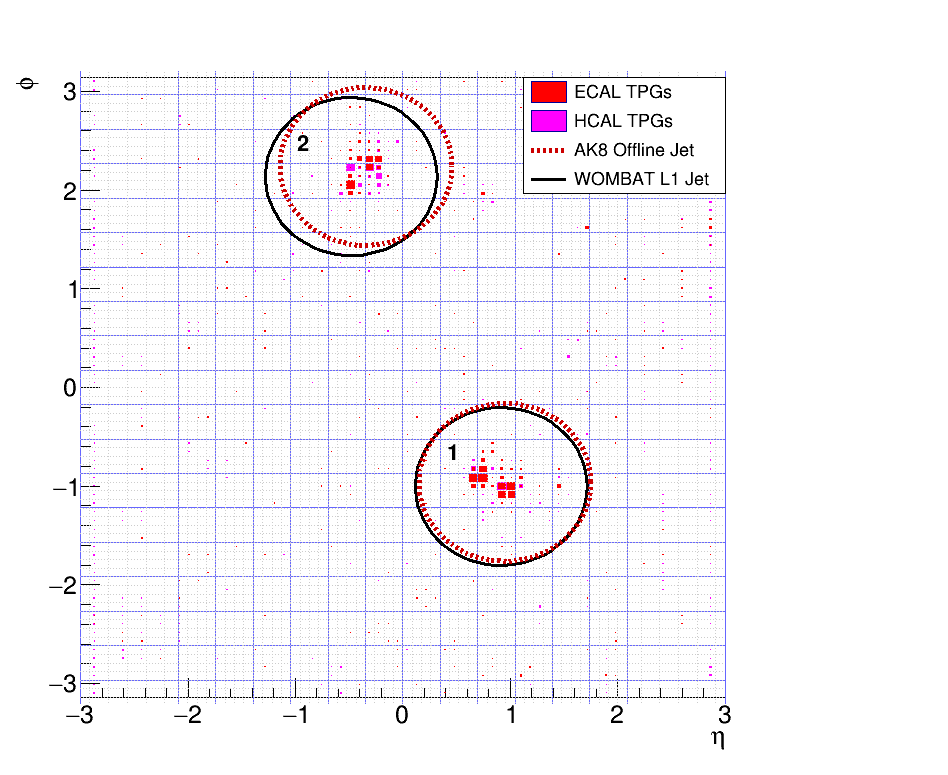 φ
3
2
1
0
−1
−2
−3
ECAL TPGs
HCAL TPGs
AK8 Offline Jet
WOMBAT L1 Jet
2
1
−3 −2 −1 0 1 2 3
η